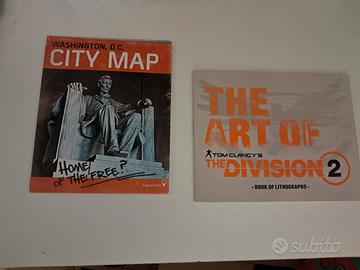 WASHINGTON, D.C.
CITY MAP
HOME
OF THE FREE?
THE
ART OF
TOM CLANCY'S
THE DIVISION 2
- BOOK OF LITHOGRAPHS -
subito